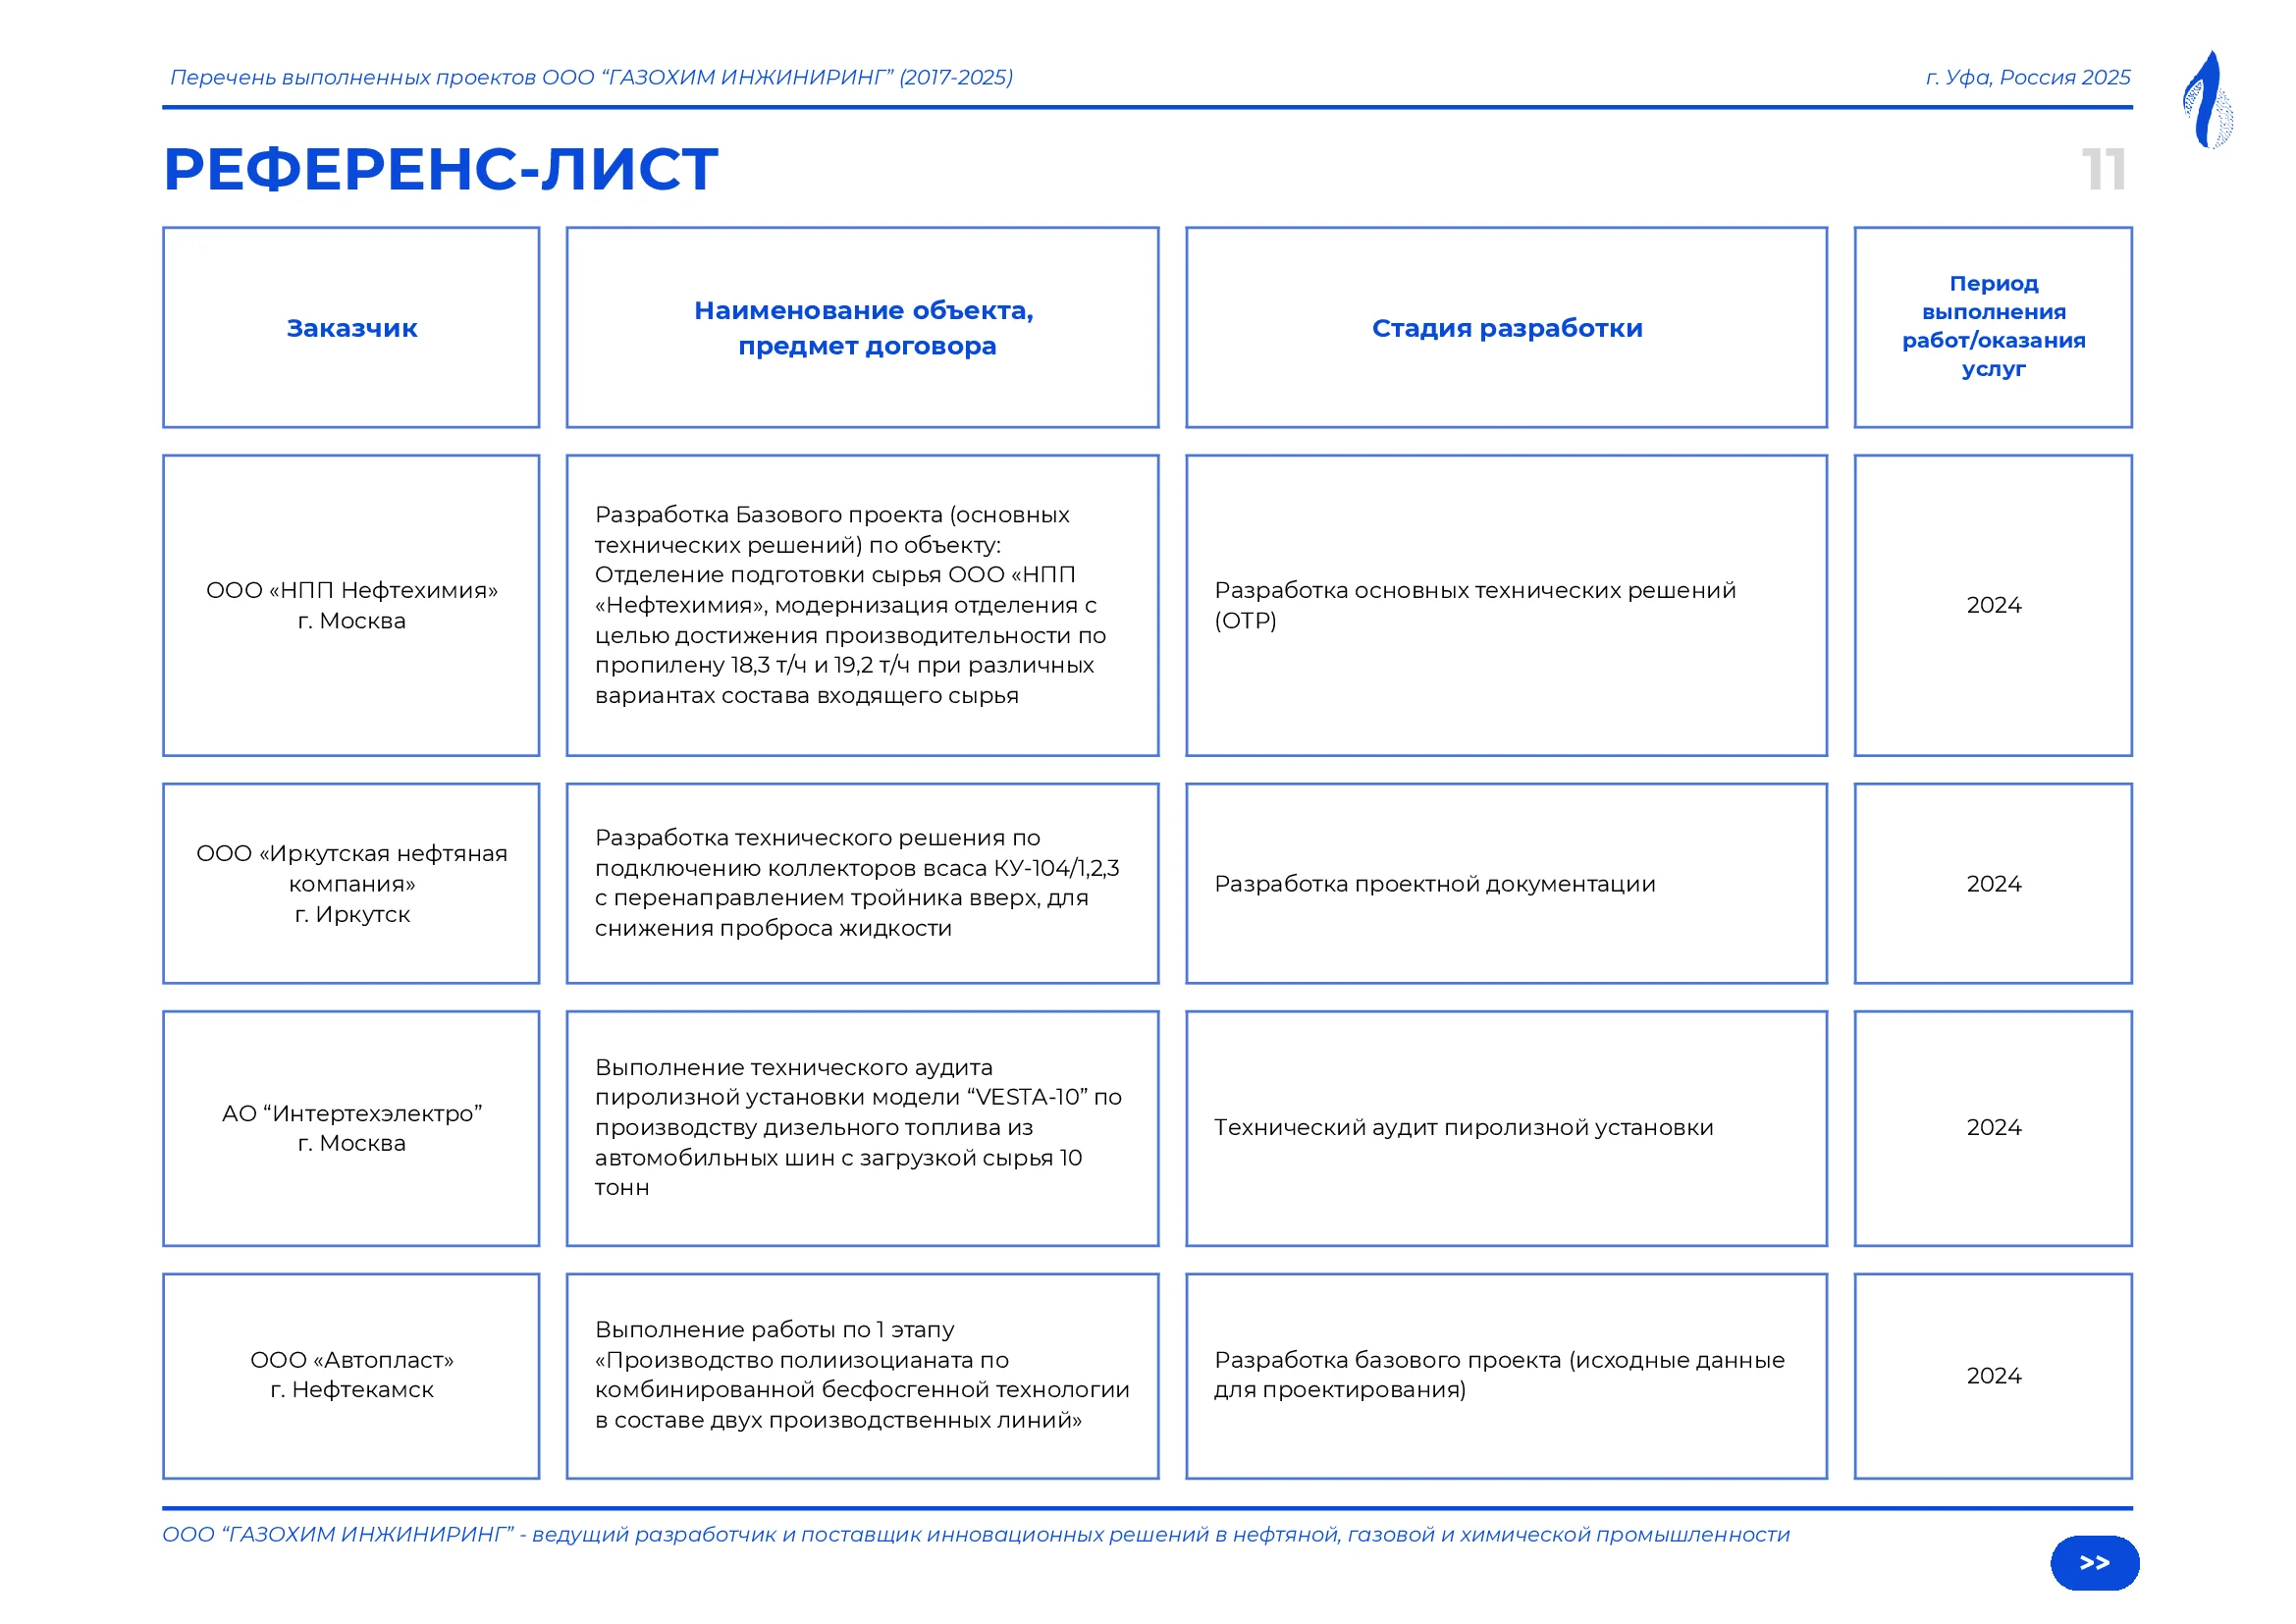 Перечень выполненных проектов ООО “ГАЗОХИМ ИНЖИНИРИНГ” (2017-2025)
г. Уфа, Россия 2025
РЕФЕРЕНС-ЛИСТ
11
Заказчик
Наименование объекта,
предмет договора
Стадия разработки
Период
выполнения
работ/оказания
услуг
ООО «НПП Нефтехимия»
г. Москва
Разработка Базового проекта (основных
технических решений) по объекту:
Отделение подготовки сырья ООО «НПП
«Нефтехимия», модернизация отделения с
целью достижения производительности по
пропилену 18,3 т/ч и 19,2 т/ч при различных
вариантах состава входящего сырья
Разработка основных технических решений
(ОТР)
2024
ООО «Иркутская нефтяная
компания»
г. Иркутск
Разработка технического решения по
подключению коллекторов всаса КУ-104/1,2,3
с перенаправлением тройника вверх, для
снижения проброса жидкости
Разработка проектной документации
2024
АО “Интертехэлектро”
г. Москва
Выполнение технического аудита
пиролизной установки модели “VESTA-10” по
производству дизельного топлива из
автомобильных шин с загрузкой сырья 10
тонн
Технический аудит пиролизной установки
2024
ООО «Автопласт»
г. Нефтекамск
Выполнение работы по 1 этапу
«Производство полиизоцианата по
комбинированной бесфосгенной технологии
в составе двух производственных линий»
Разработка базового проекта (исходные данные
для проектирования)
2024
ООО “ГАЗОХИМ ИНЖИНИРИНГ” - ведущий разработчик и поставщик инновационных решений в нефтяной, газовой и химической промышленности
>>